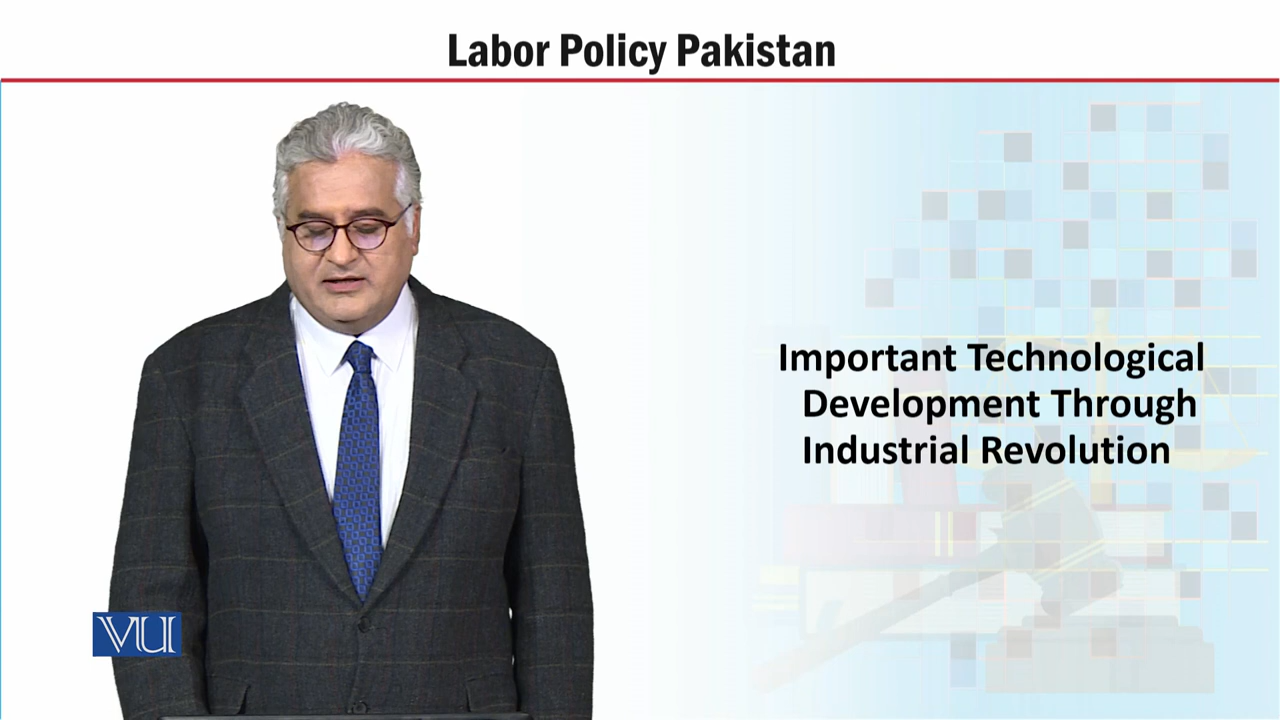 Labor Policy Pakistan
Important Technological
Development Through
Industrial Revolution
VU